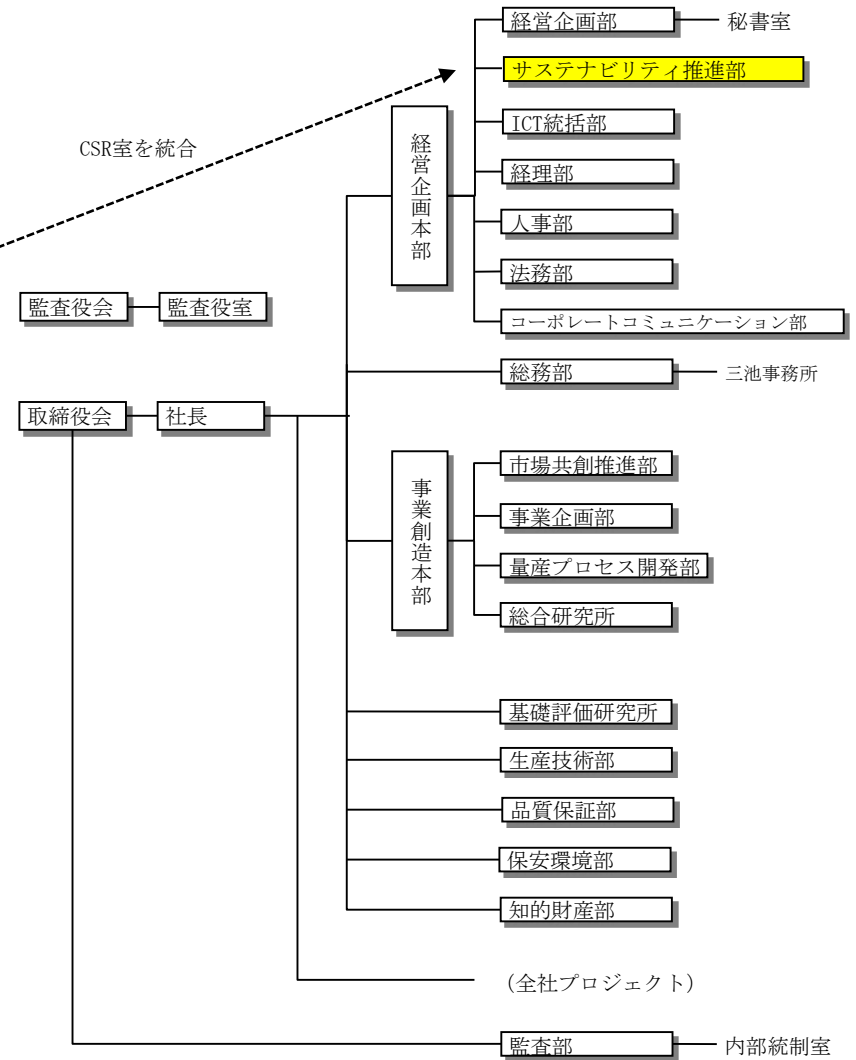 経営企画部
秘書室
サステナビリティ推進部
ICT統括部
CSR室を統合
経営企画本部
経理部
人事部
法務部
監査役会
監査役室
コーポレートコミュニケーション部
総務部
三池事務所
取締役会
社長
市場共創推進部
事業創造本部
事業企画部
量産プロセス開発部
総合研究所
基礎評価研究所
生産技術部
品質保証部
保安環境部
知的財産部
(全社プロジェクト)
監査部
内部統制室